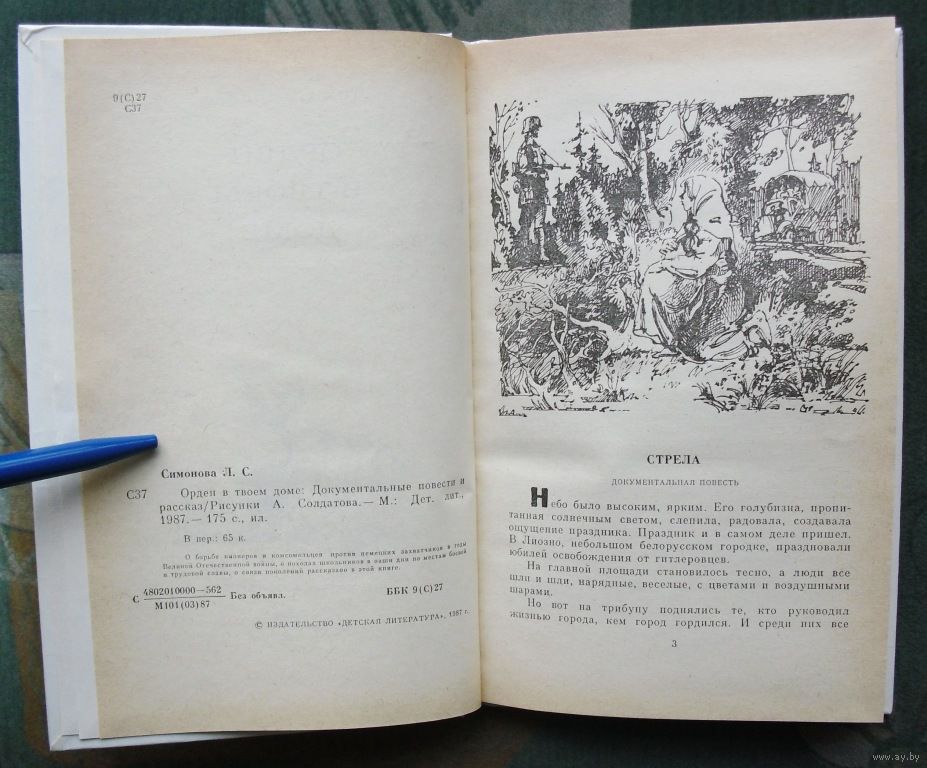 9(С)27
С37
Симонова Л. С.
С37 Орден в твоем доме: Документальные повести и
рассказ/Рисунки А. Солдатова.— М.: Дет. лит.,
1987.— 175 с., ил.
В пер.: 65 к.
О борьбе пионеров и комсомольцев против немецких захватчиков в годы
Великой Отечественной войны, о походах школьников в наши дни по местам боевой
и трудовой славы, о связи поколений рассказано в этой книге.
С 4802010000—562 Без объявл. ББК 9(С)27
М101(03)87
© ИЗДАТЕЛЬСТВО «ДЕТСКАЯ ЛИТЕРАТУРА», 1987 г.
СТРЕЛА
ДОКУМЕНТАЛЬНАЯ ПОВЕСТЬ
Небо было высоким, ярким. Его голубизна, пропи-
танная солнечным светом, слепила, радовала, создавала
ощущение праздника. Праздник и в самом деле пришел.
В Лиозно, небольшом белорусском городке, праздновали
юбилей освобождения от гитлеровцев.
На главной площади становилось тесно, а люди все
шли и шли, нарядные, веселые, с цветами и воздушными
шарами.
Но вот на трибуну поднялись те, кто руководил
жизнью города, кем город гордился. И среди них все
3
www.ay.by